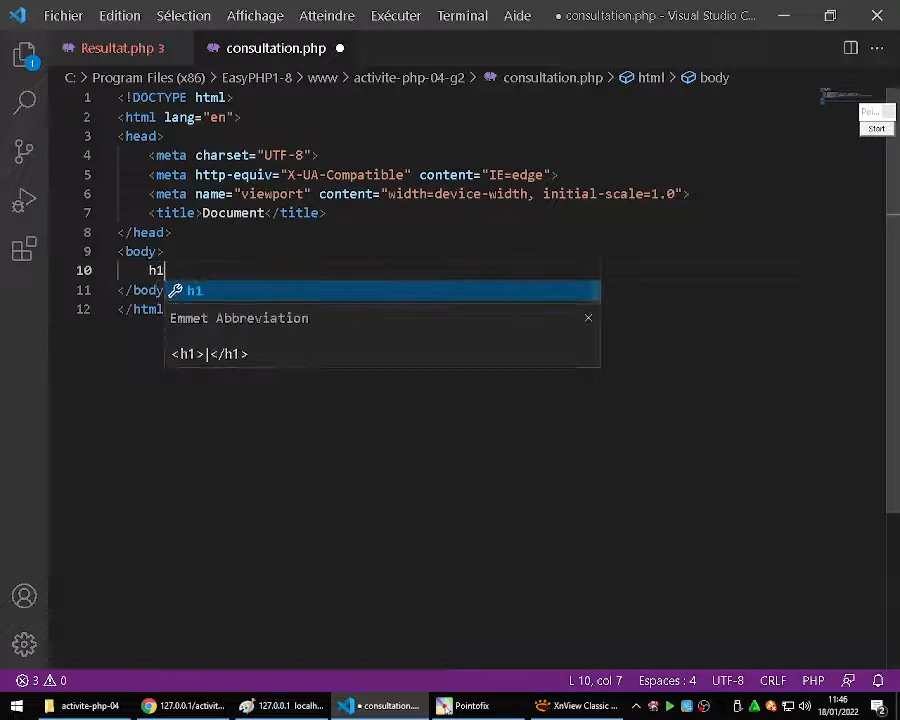 Fichier Edition Sélection Affichage Atteindre Exécuter Terminal Aide ● consultation.php - Visual Studio C...
Resultat.php 3 consultation.php ●
C: > Program Files (x86) > EasyPHP1-8 > www > activite-php-04-g2 > consultation.php > html > body
Poi...
Start
1 <!DOCTYPE html>
2 <html lang="en">
3 <head>
4 <meta charset="UTF-8">
5 <meta http-equiv="X-UA-Compatible" content="IE=edge">
6 <meta name="viewport" content="width=device-width, initial-scale=1.0">
7 <title>Document</title>
8 </head>
9 <body>
10 h1
11 </body
12 </html
h1
Emmet Abbreviation ×
<h1>|</h1>
1
3 0 L 10, col 7 Espaces : 4 UTF-8 CRLF PHP
activite-php-04 127.0.0.1/activit... 127.0.0.1 localh... ● consultation.... Pointofix XnView Classic ... 11:46
18/01/2022 2